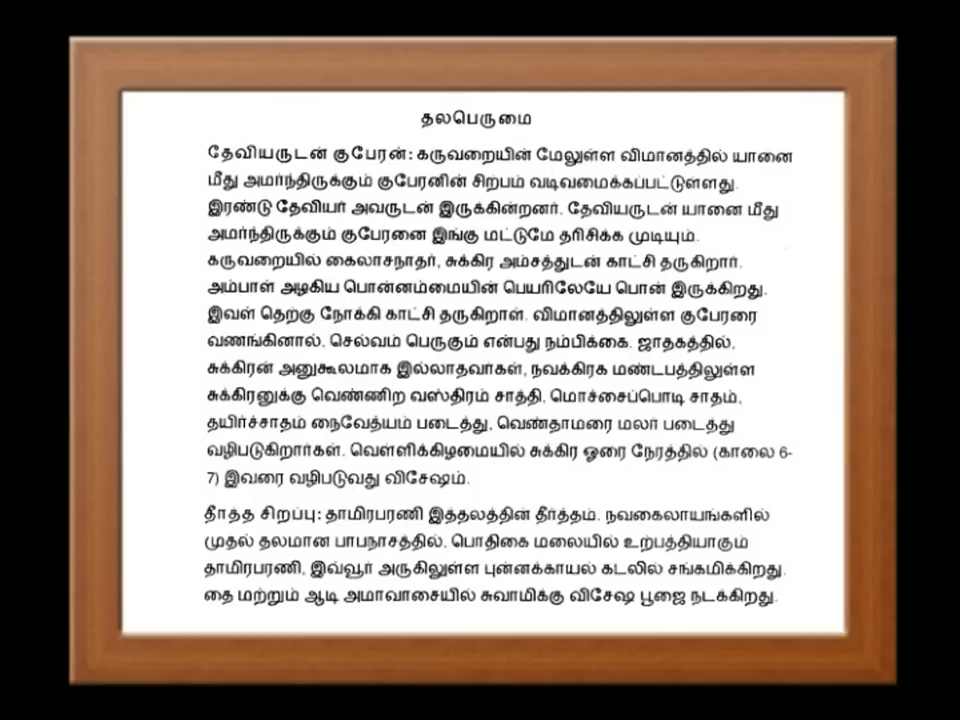 தலபெருமை
தேவியருடன் குபேரன்: கருவறையின் மேலுள்ள விமானத்தில் யானை
மீது அமர்ந்திருக்கும் குபேரனின் சிற்பம் வடிவமைக்கப்பட்டுள்ளது.
இரண்டு தேவியர் அவருடன் இருக்கின்றனர். தேவியருடன் யானை மீது
அமர்ந்திருக்கும் குபேரனை இங்கு மட்டுமே தரிசிக்க முடியும்.
கருவறையில் கைலாசநாதர், சுக்கிர அம்சத்துடன் காட்சி தருகிறார்.
அம்பாள் அழகிய பொன்னம்மையின் பெயரிலேயே பொன் இருக்கிறது.
இவள் தெற்கு நோக்கி காட்சி தருகிறாள். விமானத்திலுள்ள குபேரரை
வணங்கினால், செல்வம் பெருகும் என்பது நம்பிக்கை. ஜாதகத்தில்,
சுக்கிரன் அனுகூலமாக இல்லாதவர்கள், நவக்கிரக மண்டபத்திலுள்ள
சுக்கிரனுக்கு வெண்ணிற வஸ்திரம் சாத்தி, மொச்சைப்பொடி சாதம்,
தயிர்ச்சாதம் நைவேத்யம் படைத்து, வெண்தாமரை மலர் படைத்து
வழிபடுகிறார்கள். வெள்ளிக்கிழமையில் சுக்கிர ஓரை நேரத்தில் (காலை 6-
7) இவரை வழிபடுவது விசேஷம்.
தீர்த்த சிறப்பு: தாமிரபரணி இத்தலத்தின் தீர்த்தம். நவகைலாயங்களில்
முதல் தலமான பாபநாசத்தில், பொதிகை மலையில் உற்பத்தியாகும்
தாமிரபரணி, இவ்வூர் அருகிலுள்ள புன்னக்காயல் கடலில் சங்கமிக்கிறது.
தை மற்றும் ஆடி அமாவாசையில் சுவாமிக்கு விசேஷ பூஜை நடக்கிறது.